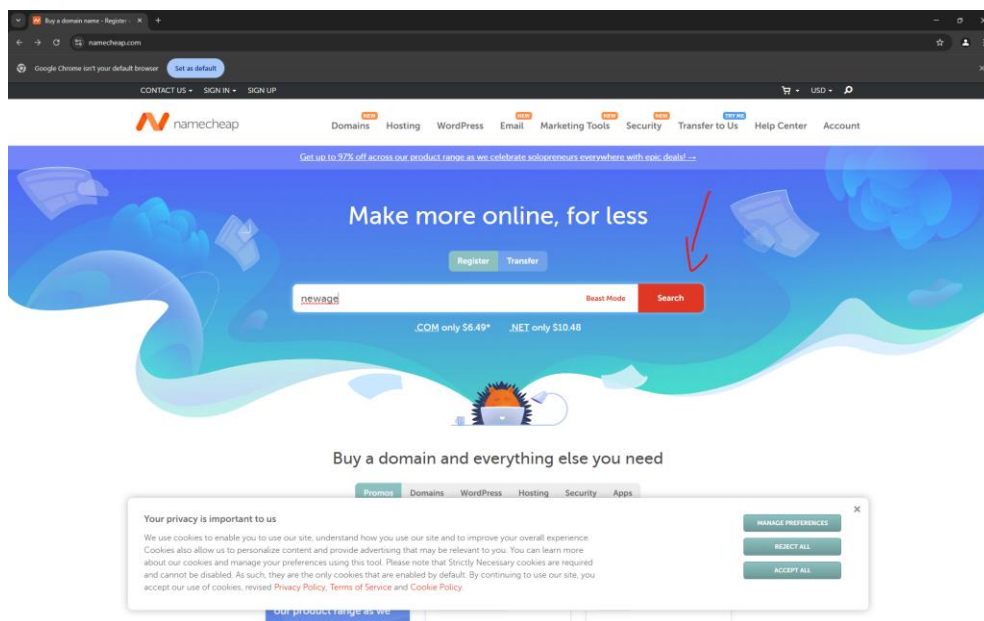 Buy a domain name - Register
namecheap.com
Google Chrome isn't your default browser Set as default
CONTACT US SIGN IN SIGN UP USD
NEW NEW NEW NEW TRY ME
namecheap Domains Hosting WordPress Email Marketing Tools Security Transfer to Us Help Center Account
Get up to 97% off across our product range as we celebrate solopreneurs everywhere with epic deals! →
Make more online, for less
Register Transfer
newage Beast Mode Search
.COM only $6.49* .NET only $10.48
Buy a domain and everything else you need
Promos Domains WordPress Hosting Security Apps
Your privacy is important to us
We use cookies to enable you to use our site, understand how you use our site and to improve your overall experience.
Cookies also allow us to personalize content and provide advertising that may be relevant to you. You can learn more
about our cookies and manage your preferences using this tool. Please note that Strictly Necessary cookies are required
and cannot be disabled. As such, they are the only cookies that are enabled by default. By continuing to use our site, you
accept our use of cookies, revised Privacy Policy, Terms of Service and Cookie Policy.
MANAGE PREFERENCES
REJECT ALL
ACCEPT ALL
our product range as we